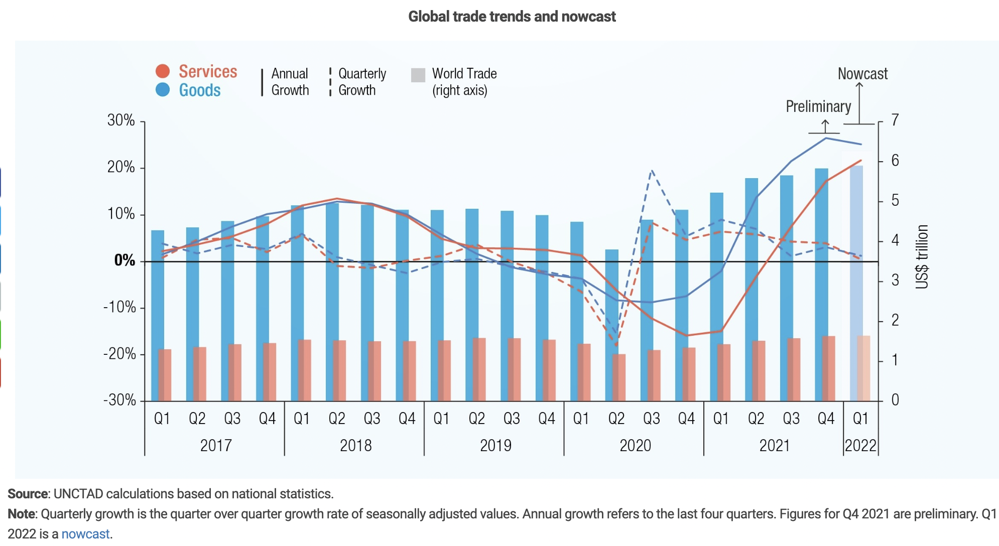 Global trade trends and nowcast
Services
Goods
Annual
Growth
Quarterly
Growth
World Trade
(right axis)
Nowcast
Preliminary
30%
20%
10%
0%
-10%
-20%
-30%
7
6
5
4
3
2
1
0
US$ trillion
Q1 Q2 Q3 Q4 Q1 Q2 Q3 Q4 Q1 Q2 Q3 Q4 Q1 Q2 Q3 Q4 Q1 Q2 Q3 Q4 Q1
2017 2018 2019 2020 2021 2022
Source: UNCTAD calculations based on national statistics.
Note: Quarterly growth is the quarter over quarter growth rate of seasonally adjusted values. Annual growth refers to the last four quarters. Figures for Q4 2021 are preliminary. Q1
2022 is a nowcast.